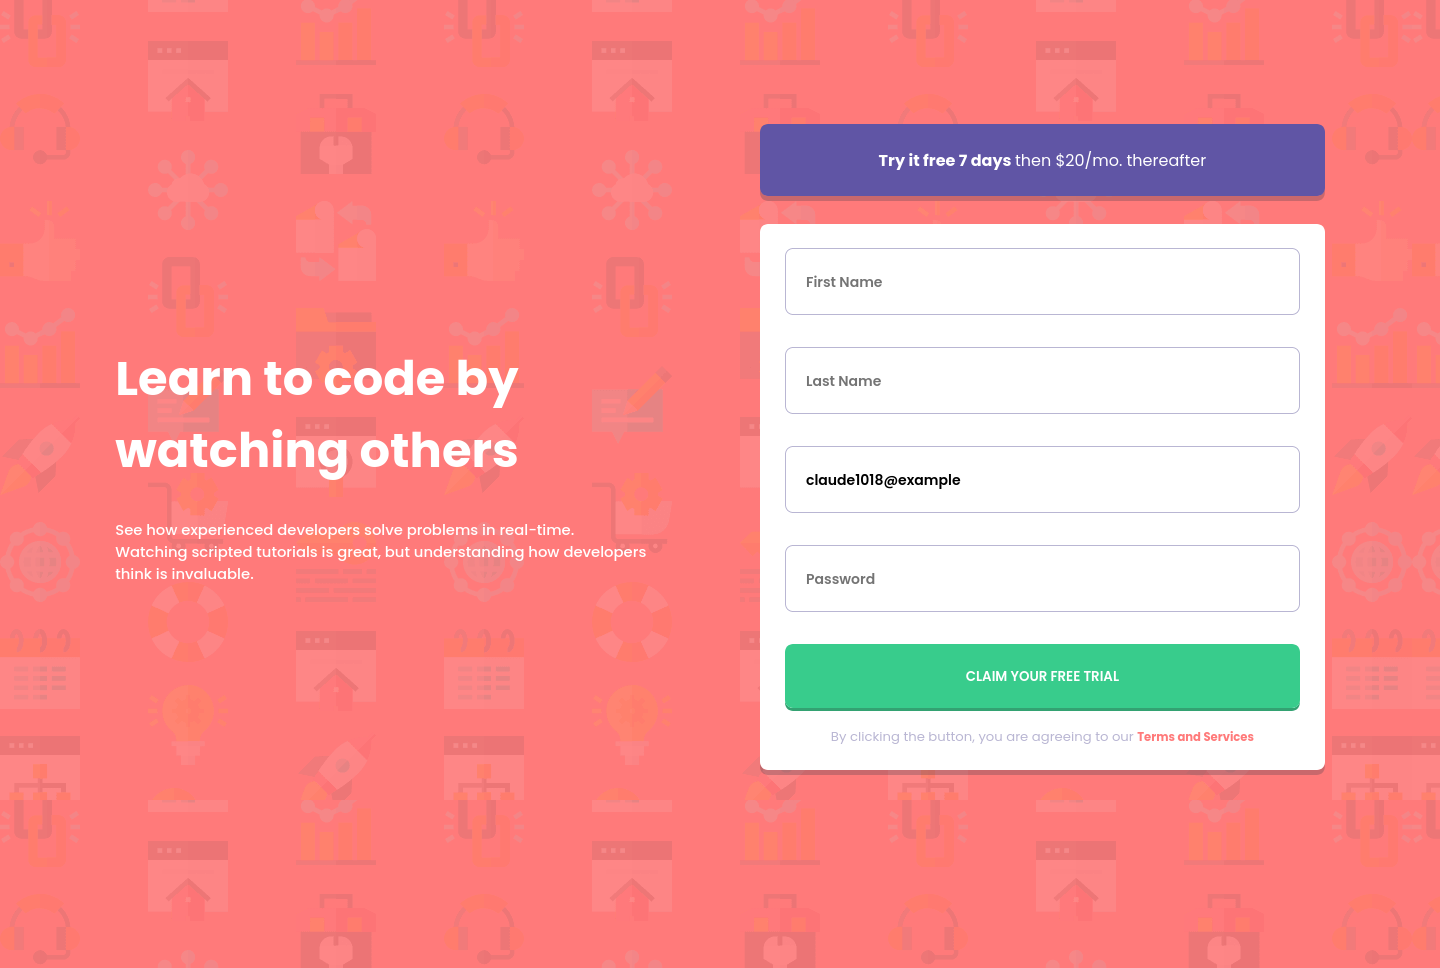 Learn to code by
watching others
See how experienced developers solve problems in real-time.
Watching scripted tutorials is great, but understanding how developers
think is invaluable.
Try it free 7 days then $20/mo. thereafter
First Name
Last Name
claude1018@example
Password
CLAIM YOUR FREE TRIAL
By clicking the button, you are agreeing to our Terms and Services